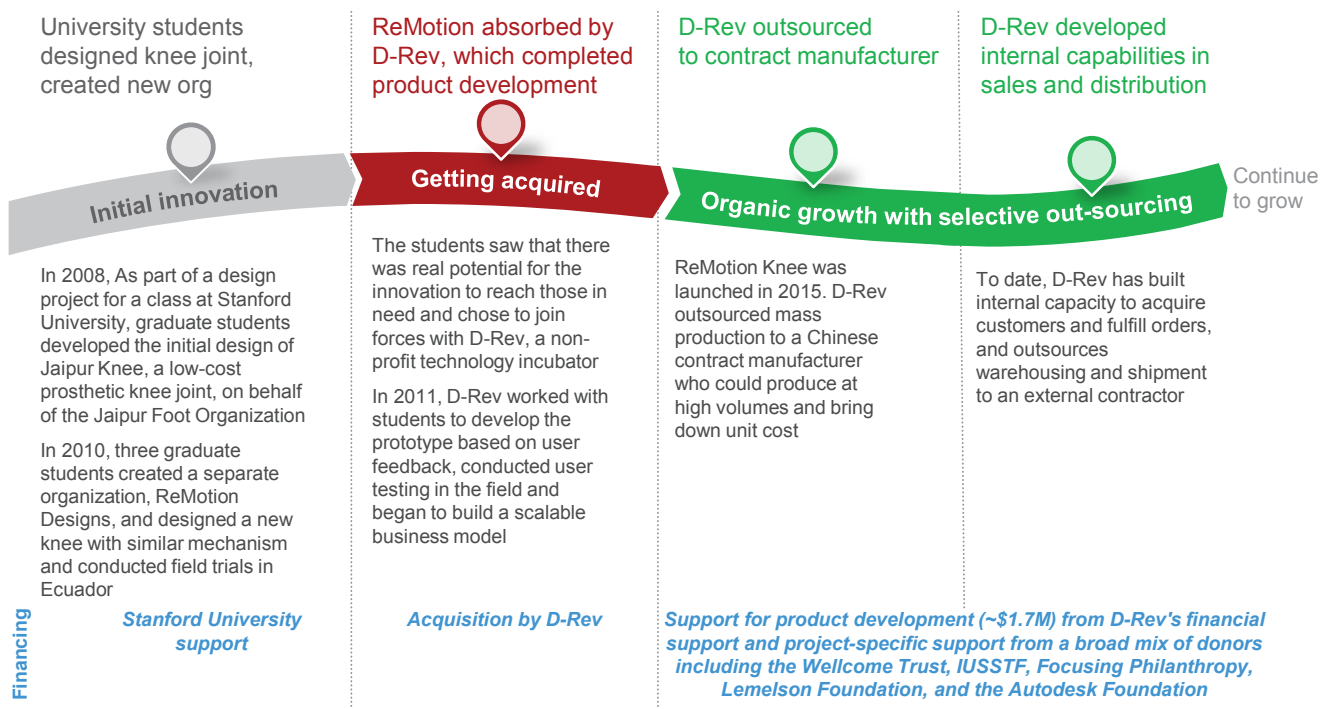 University students
designed knee joint,
created new org
ReMotion absorbed by
D-Rev, which completed
product development
D-Rev outsourced
to contract manufacturer
D-Rev developed
internal capabilities in
sales and distribution
Initial innovation
Getting acquired
Organic growth with selective out-sourcing
Continue
to grow
In 2008, As part of a design
project for a class at Stanford
University, graduate students
developed the initial design of
Jaipur Knee, a low-cost
prosthetic knee joint, on behalf
of the Jaipur Foot Organization
In 2010, three graduate
students created a separate
organization, ReMotion
Designs, and designed a new
knee with similar mechanism
and conducted field trials in
Ecuador
The students saw that there
was real potential for the
innovation to reach those in
need and chose to join
forces with D-Rev, a non-
profit technology incubator
In 2011, D-Rev worked with
students to develop the
prototype based on user
feedback, conducted user
testing in the field and
began to build a scalable
business model
ReMotion Knee was
launched in 2015. D-Rev
outsourced mass
production to a Chinese
contract manufacturer
who could produce at
high volumes and bring
down unit cost
To date, D-Rev has built
internal capacity to acquire
customers and fulfill orders,
and outsources
warehousing and shipment
to an external contractor
Financing
Stanford University
support
Acquisition by D-Rev
Support for product development (~$1.7M) from D-Rev's financial
support and project-specific support from a broad mix of donors
including the Wellcome Trust, IUSSTF, Focusing Philanthropy,
Lemelson Foundation, and the Autodesk Foundation